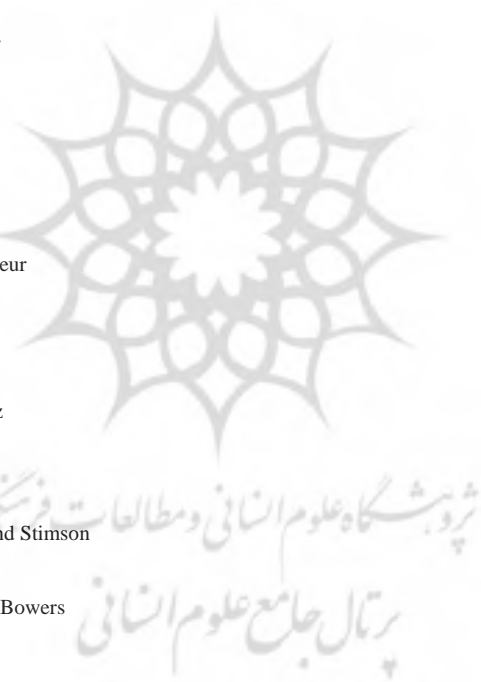 eur
z
پژوهشگاه علوم انسانی و مطالعات فرهنگی
nd Stimson
Bowers
پرتال جامع علوم انسانی